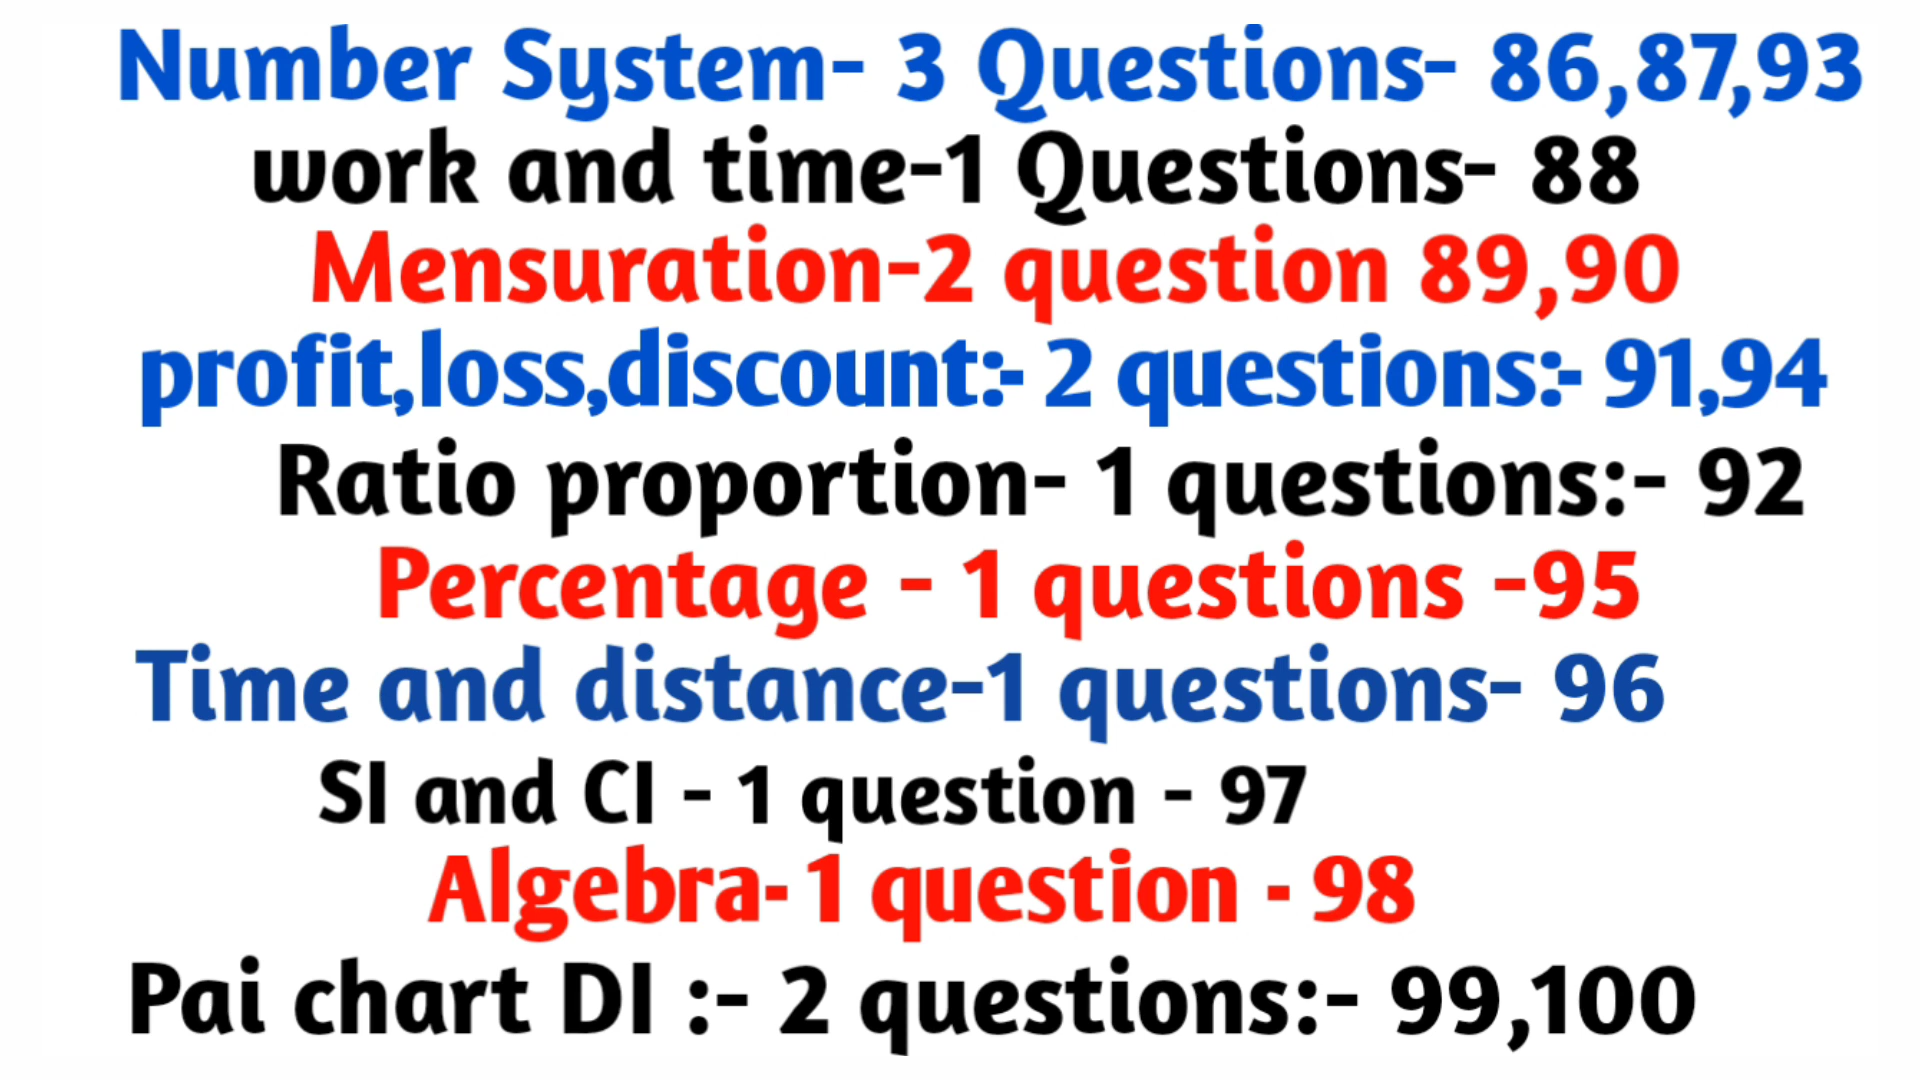 Number System- 3 Questions- 86,87,93
work and time-1 Questions- 88
Mensuration-2 question 89,90
profit,loss,discount:- 2 questions:- 91,94
Ratio proportion- 1 questions:- 92
Percentage - 1 questions -95
Time and distance-1 questions- 96
SI and CI - 1 question - 97
Algebra- 1 question - 98
Pai chart DI :- 2 questions:- 99,100